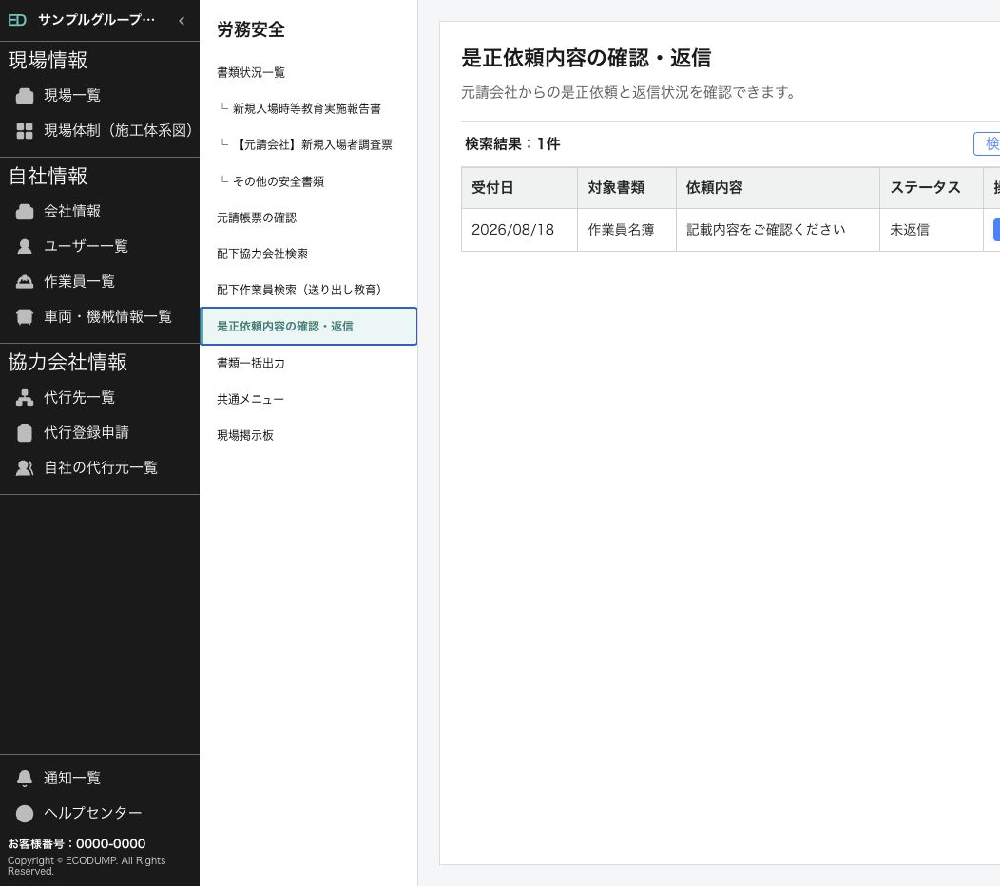 ED サンプルグループ…
現場情報
現場一覧
現場体制（施工体系図）
自社情報
会社情報
ユーザー一覧
作業員一覧
車両・機械情報一覧
協力会社情報
代行先一覧
代行登録申請
自社の代行元一覧
通知一覧
ヘルプセンター
お客様番号：0000-0000
Copyright © ECODUMP. All Rights
Reserved.
労務安全
書類状況一覧
└ 新規入場時等教育実施報告書
└ 【元請会社】新規入場者調査票
└ その他の安全書類
元請帳票の確認
配下協力会社検索
配下作業員検索（送り出し教育）
是正依頼内容の確認・返信
書類一括出力
共通メニュー
現場掲示板
是正依頼内容の確認・返信
元請会社からの是正依頼と返信状況を確認できます。
検索結果：1件 検
受付日 対象書類 依頼内容 ステータス
2026/08/18 作業員名簿 記載内容をご確認ください 未返信